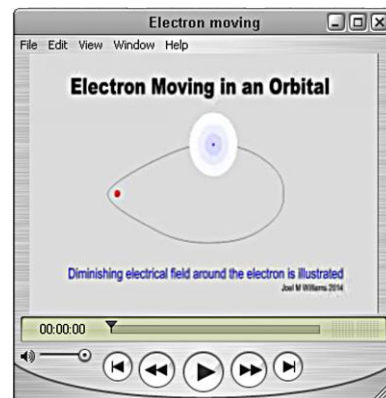 Electron moving
File Edit View Window Help
Electron Moving in an Orbital
Diminishing electrical field around the electron is illustrated
Joel M Williams 2014
00:00:00